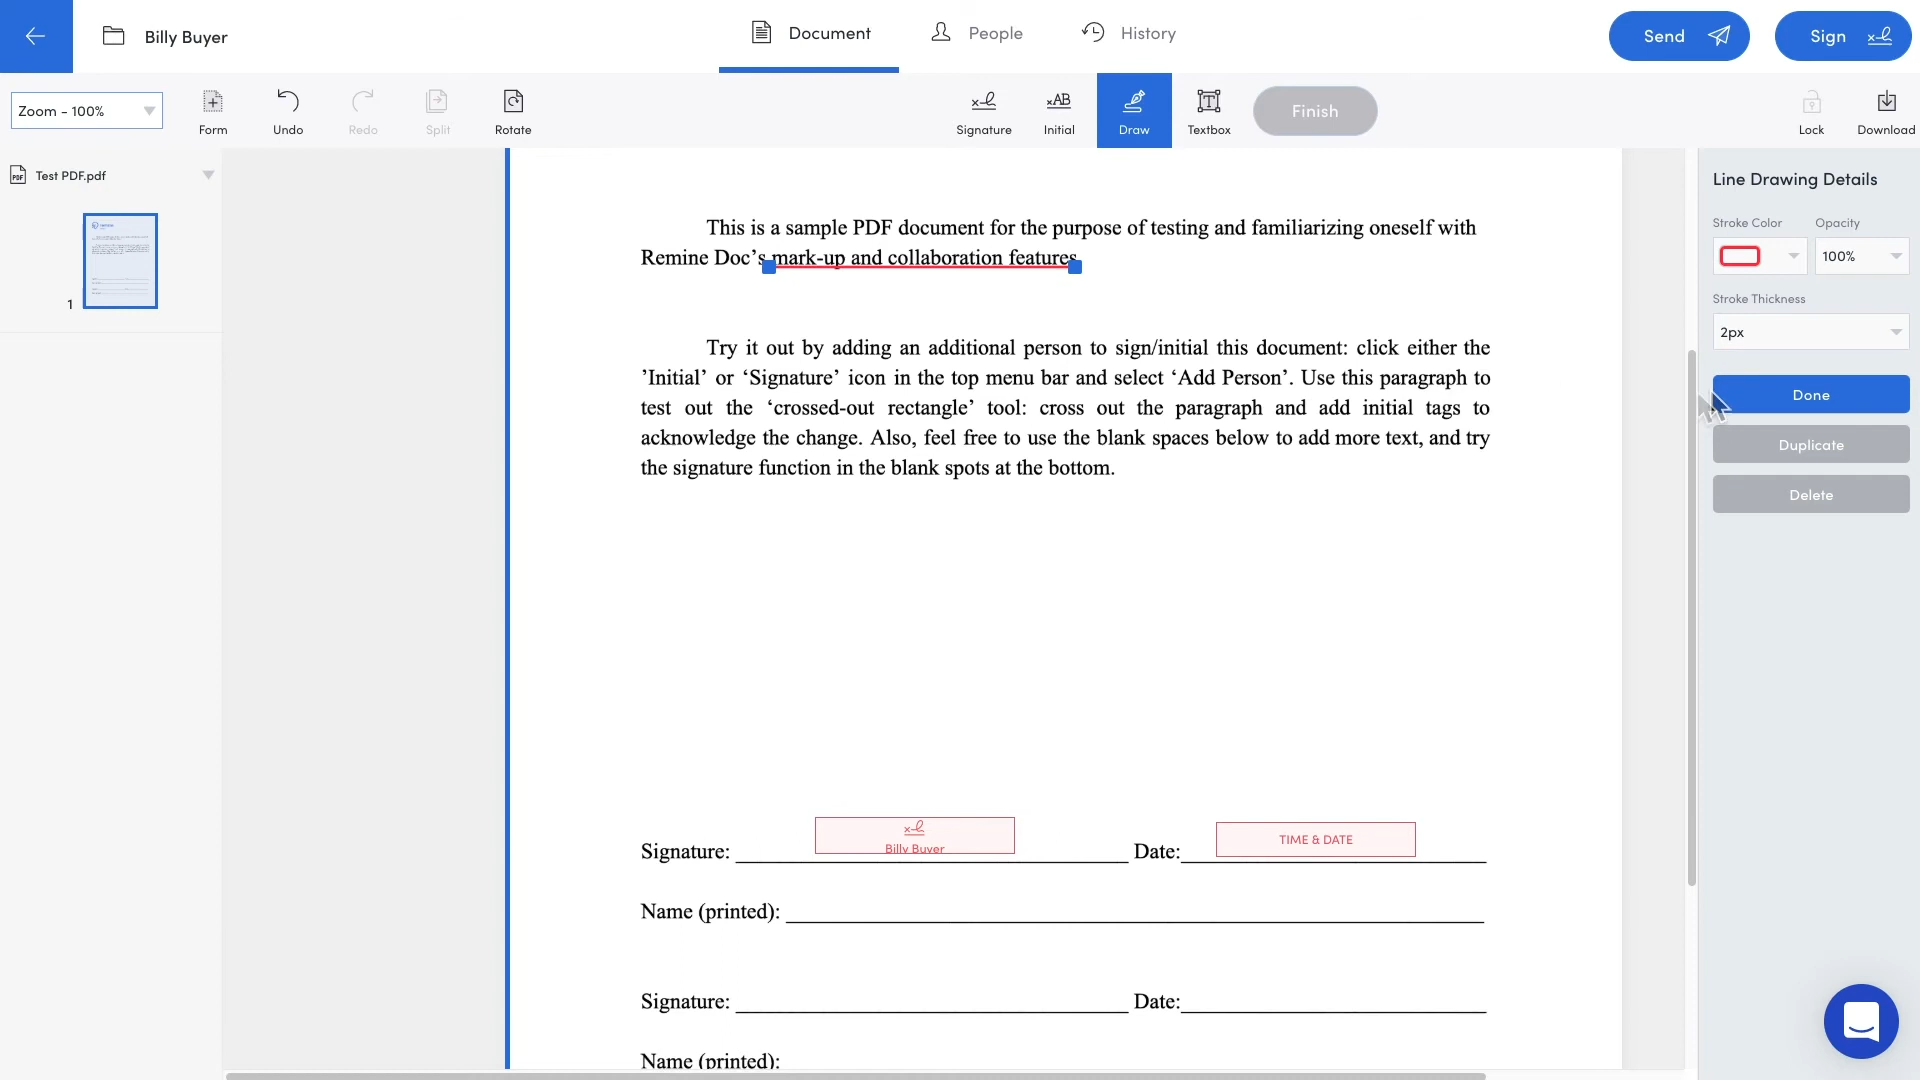 Billy Buyer
Document
People
History
Send
Sign
Zoom - 100%
Form
Undo
Redo
Split
Rotate
Signature
Initial
Draw
Textbox
Finish
Lock
Download
Test PDF.pdf
1
This is a sample PDF document for the purpose of testing and familiarizing oneself with
Remine Doc’s mark-up and collaboration features.
Try it out by adding an additional person to sign/initial this document: click either the
’Initial’ or ‘Signature’ icon in the top menu bar and select ‘Add Person’. Use this paragraph to
test out the ‘crossed-out rectangle’ tool: cross out the paragraph and add initial tags to
acknowledge the change. Also, feel free to use the blank spaces below to add more text, and try
the signature function in the blank spots at the bottom.
Billy Buyer
TIME & DATE
Signature: Date:
Name (printed):
Signature: Date:
Name (printed):
Line Drawing Details
Stroke Color
Opacity
100%
Stroke Thickness
2px
Done
Duplicate
Delete